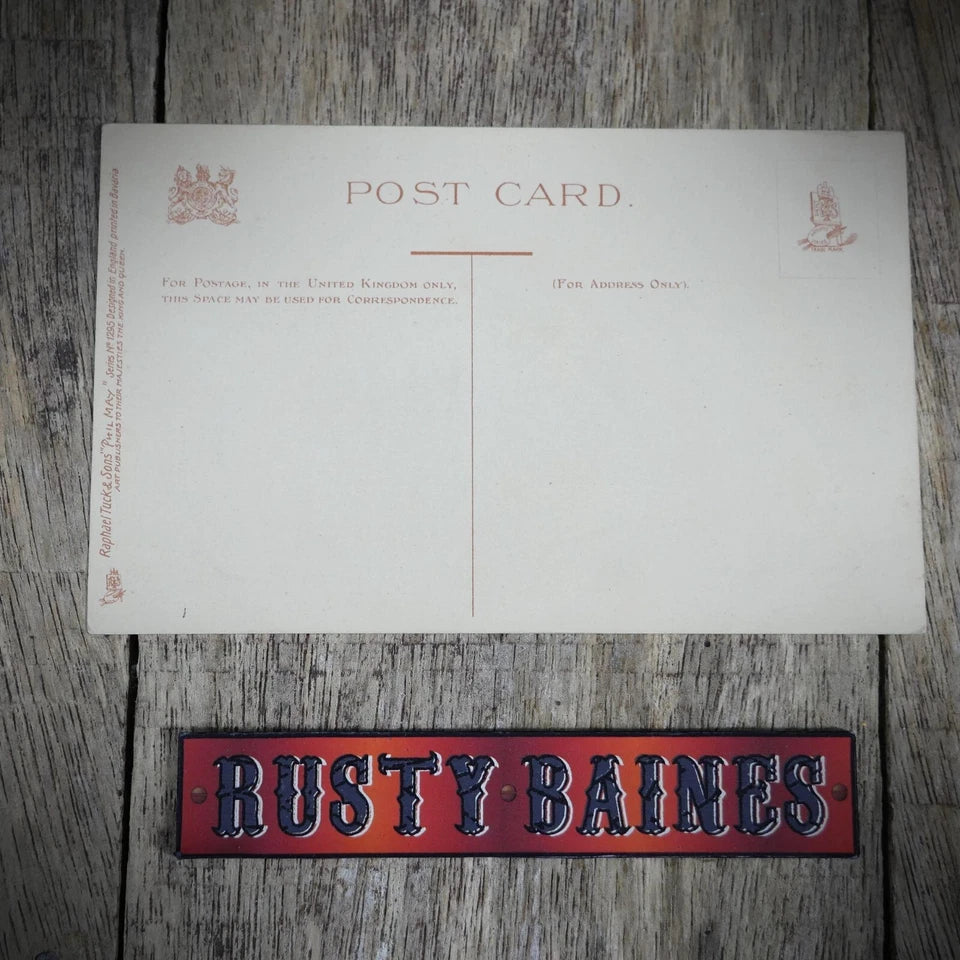 POST CARD.
For Postage, in the United Kingdom only,
this Space may be used for Correspondence.
(For Address Only).
TRADE MARK
Raphael Tuck & Sons' "PHIL MAY" Series No 1295 Designed in England printed in Bavaria
ART PUBLISHERS TO THEIR MAJESTIES THE KING AND QUEEN.
RUSTY BAINES